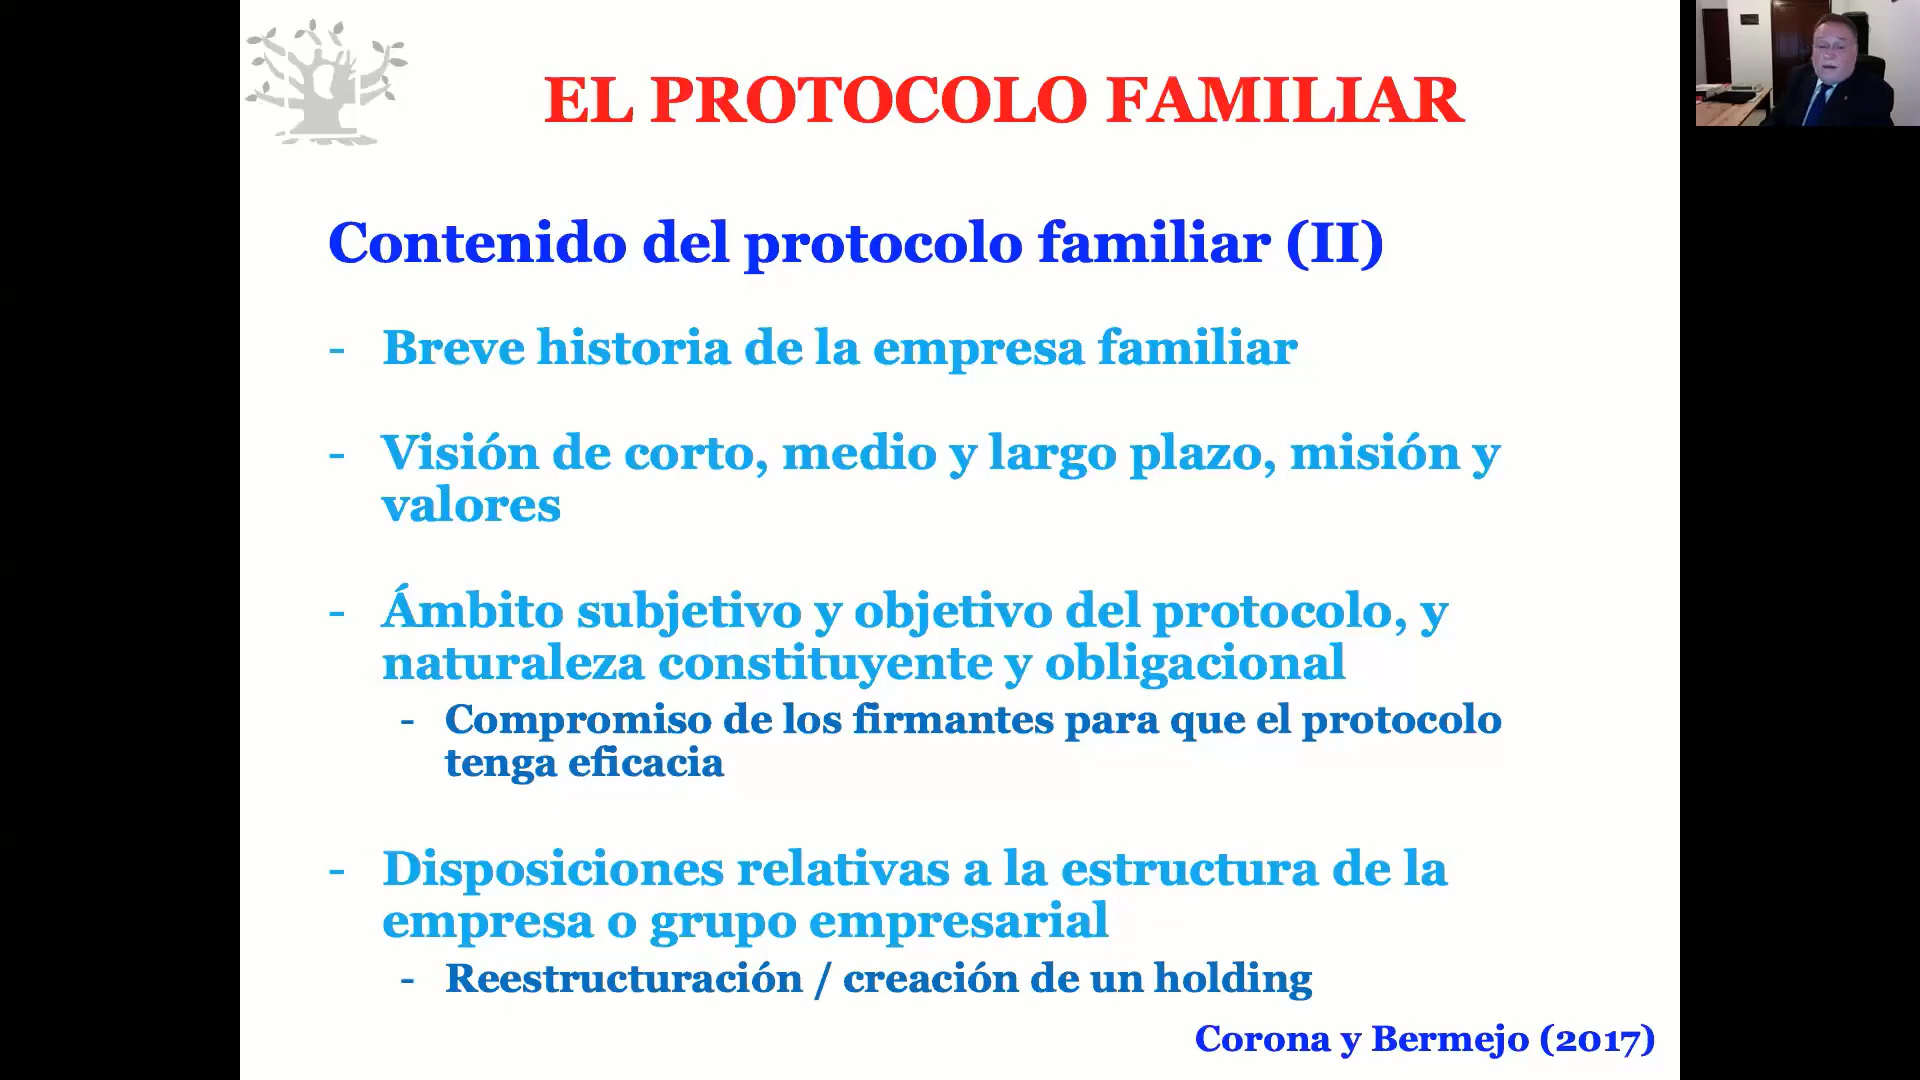 EL PROTOCOLO FAMILIAR
Contenido del protocolo familiar (II)
- Breve historia de la empresa familiar
- Visión de corto, medio y largo plazo, misión y
valores
- Ámbito subjetivo y objetivo del protocolo, y
naturaleza constituyente y obligacional
- Compromiso de los firmantes para que el protocolo
tenga eficacia
- Disposiciones relativas a la estructura de la
empresa o grupo empresarial
- Reestructuración / creación de un holding
Corona y Bermejo (2017)